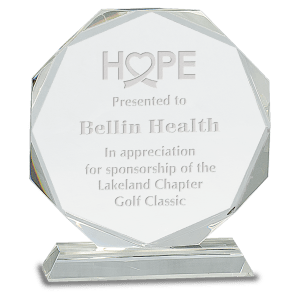 HOPE
Presented to
Bellin Health
In appreciation
for sponsorship of the
Lakeland Chapter
Golf Classic